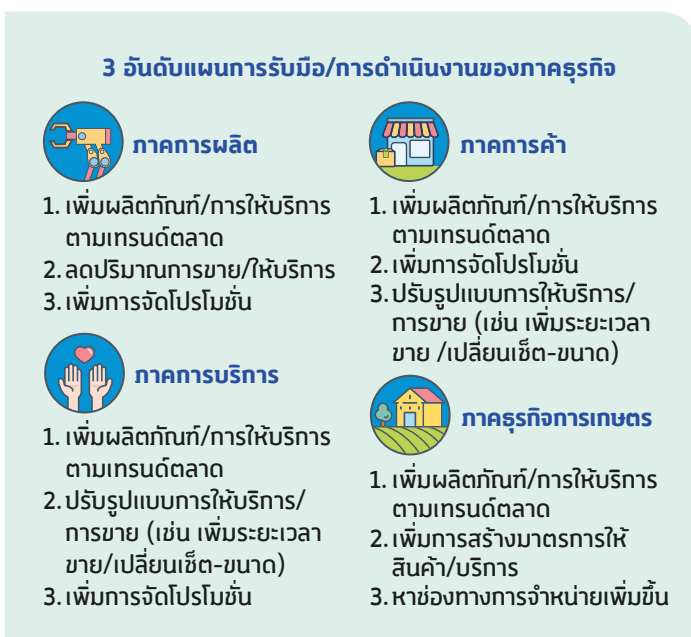 3 อันดับแผนการรับมือ/การดำเนินงานของภาคธุรกิจ
ภาคการผลิต
1. เพิ่มผลิตภัณฑ์/การให้บริการ
ตามเทรนด์ตลาด
2. ลดปริมาณการขาย/ให้บริการ
3. เพิ่มการจัดโปรโมชั่น
ภาคการค้า
1. เพิ่มผลิตภัณฑ์/การให้บริการ
ตามเทรนด์ตลาด
2. เพิ่มการจัดโปรโมชั่น
3. ปรับรูปแบบการให้บริการ/
การขาย (เช่น เพิ่มระยะเวลา
ขาย /เปลี่ยนเซ็ต-ขนาด)
ภาคการบริการ
1. เพิ่มผลิตภัณฑ์/การให้บริการ
ตามเทรนด์ตลาด
2. ปรับรูปแบบการให้บริการ/
การขาย (เช่น เพิ่มระยะเวลา
ขาย/เปลี่ยนเซ็ต-ขนาด)
3. เพิ่มการจัดโปรโมชั่น
ภาคธุรกิจการเกษตร
1. เพิ่มผลิตภัณฑ์/การให้บริการ
ตามเทรนด์ตลาด
2. เพิ่มการสร้างมาตรการให้
สินค้า/บริการ
3. หาช่องทางการจำหน่ายเพิ่มขึ้น